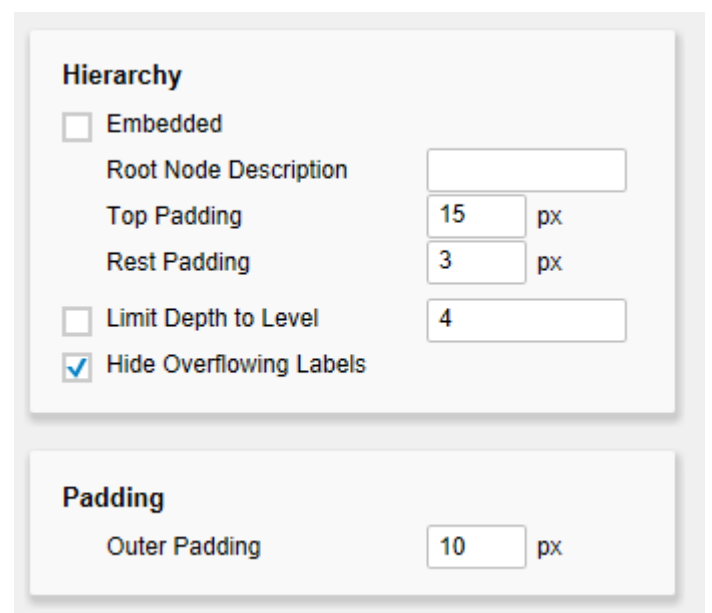 Hierarchy
Embedded
Root Node Description
Top Padding 15 px
Rest Padding 3 px
Limit Depth to Level 4
Hide Overflowing Labels
Padding
Outer Padding 10 px